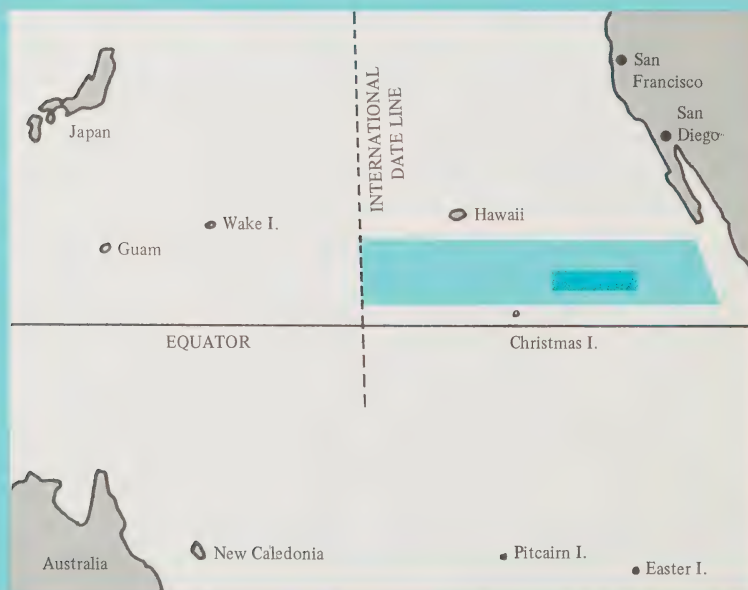 San
Francisco
San
Diego
Japan
INTERNATIONAL
DATE LINE
Hawaii
Wake I.
Guam
EQUATOR
Christmas I.
Australia
New Caledonia
Pitcairn I.
Easter I.